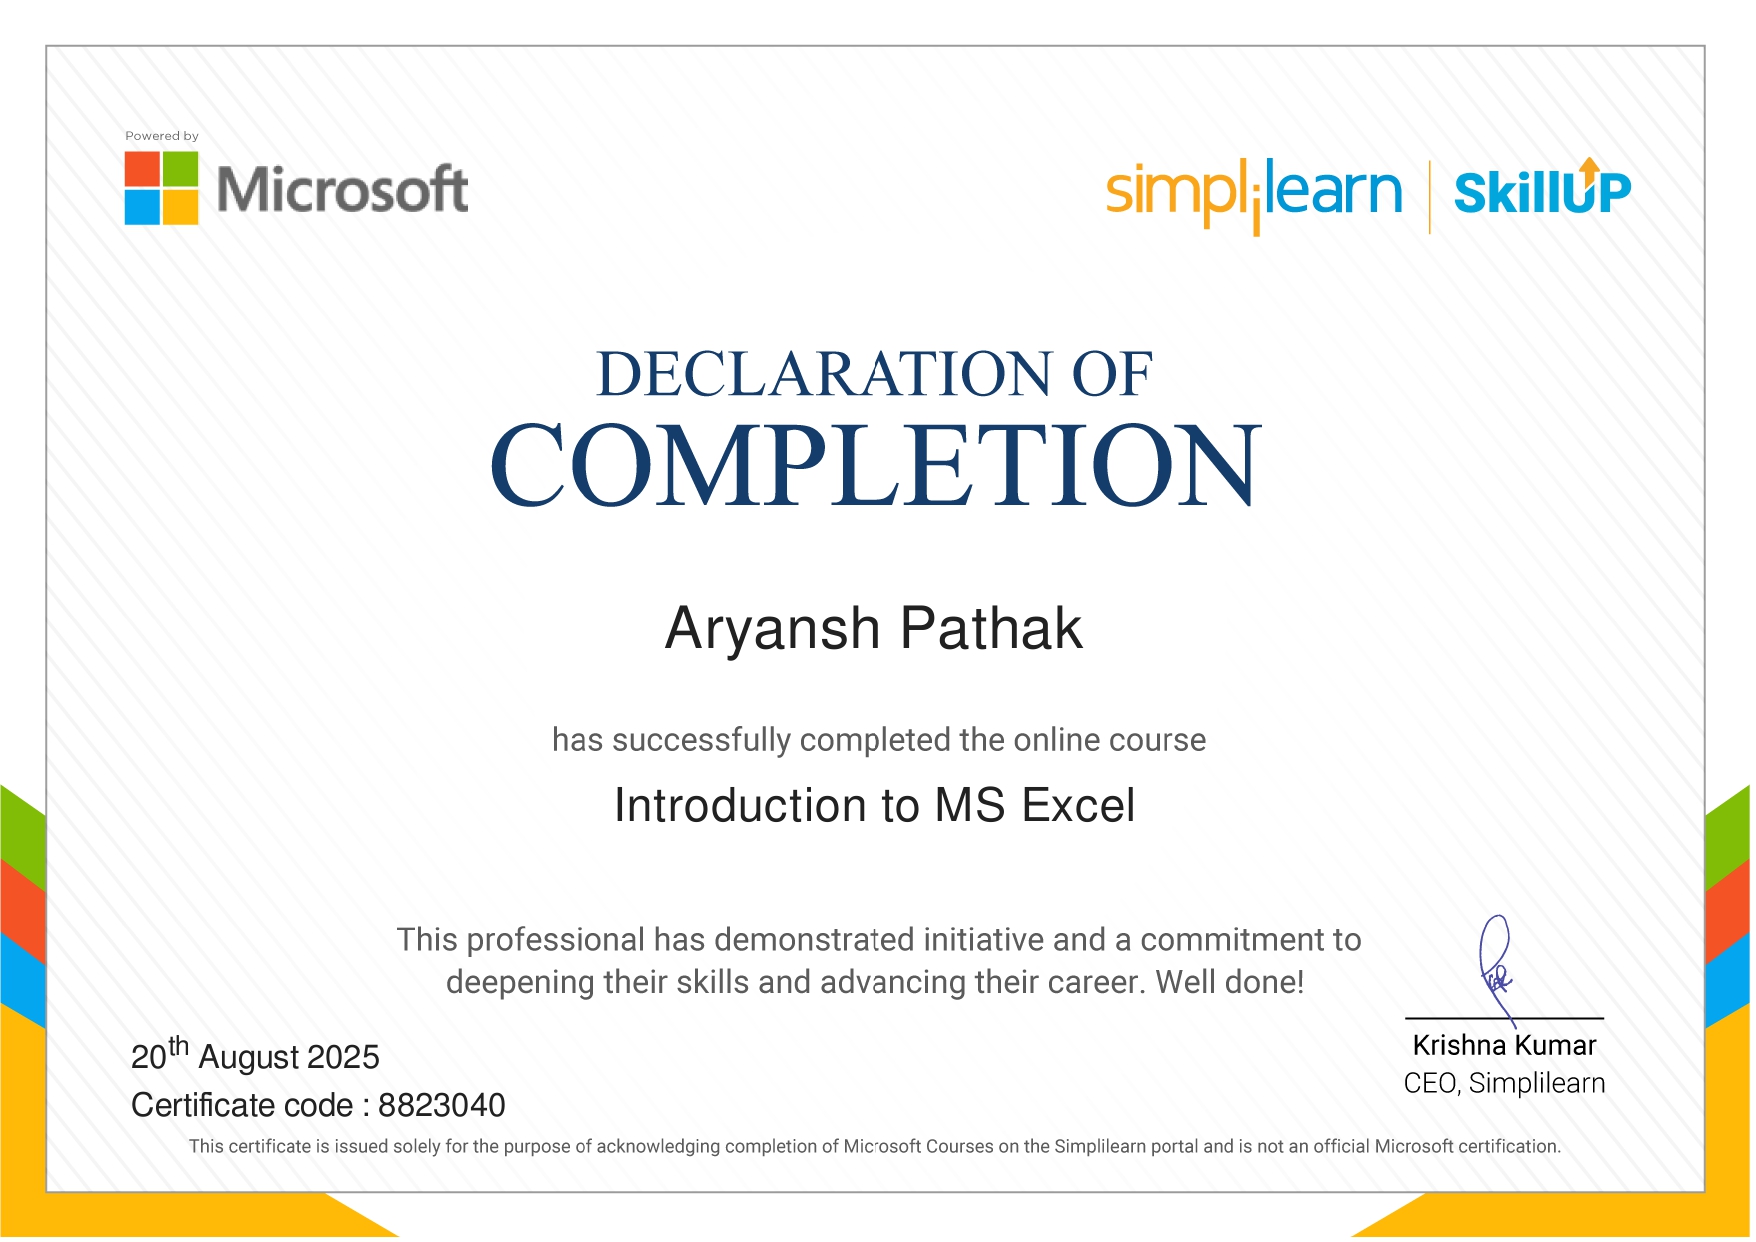 Powered by
Microsoft
simplilearn | SkillUP
DECLARATION OF
COMPLETION
Aryansh Pathak
has successfully completed the online course
Introduction to MS Excel
This professional has demonstrated initiative and a commitment to
deepening their skills and advancing their career. Well done!
20th August 2025
Certificate code : 8823040
Krishna Kumar
CEO, Simplilearn
This certificate is issued solely for the purpose of acknowledging completion of Microsoft Courses on the Simplilearn portal and is not an official Microsoft certification.